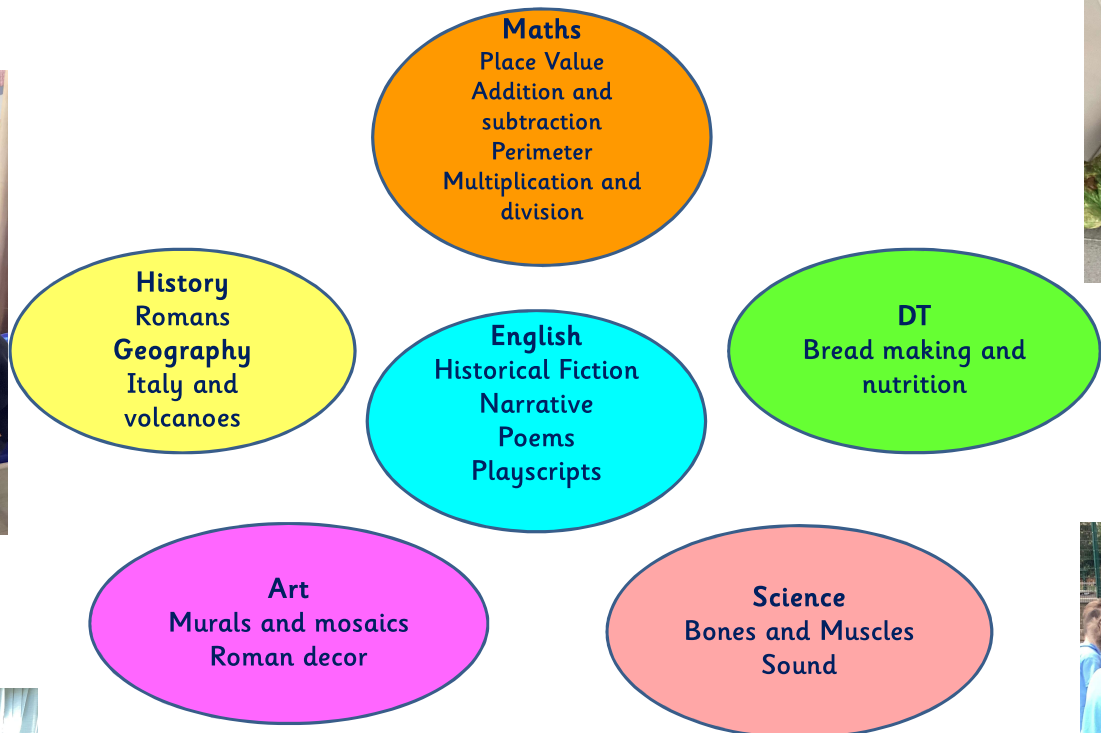 Maths
Place Value
Addition and
subtraction
Perimeter
Multiplication and
division
History
Romans
Geography
Italy and
volcanoes
English
Historical Fiction
Narrative
Poems
Playscripts
DT
Bread making and
nutrition
Art
Murals and mosaics
Roman decor
Science
Bones and Muscles
Sound